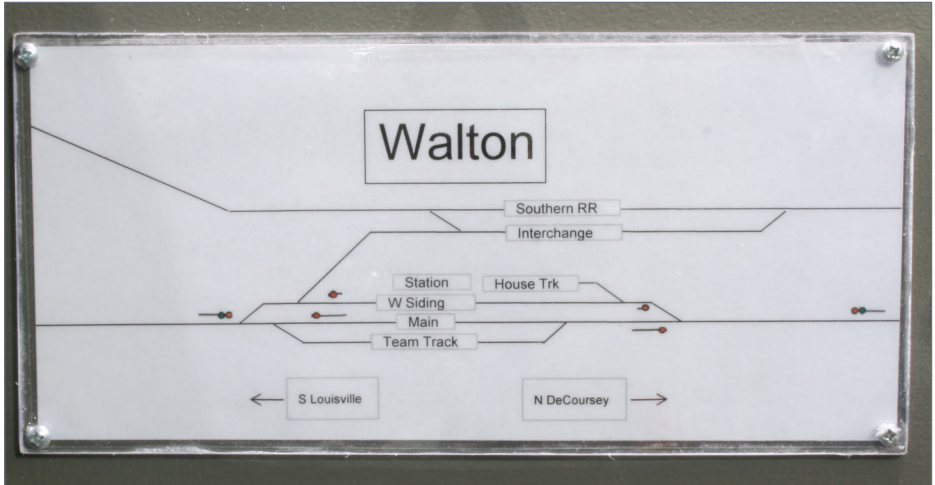 Walton
Southern RR
Interchange
Station
House Trk
W Siding
Main
Team Track
S Louisville
N DeCoursey